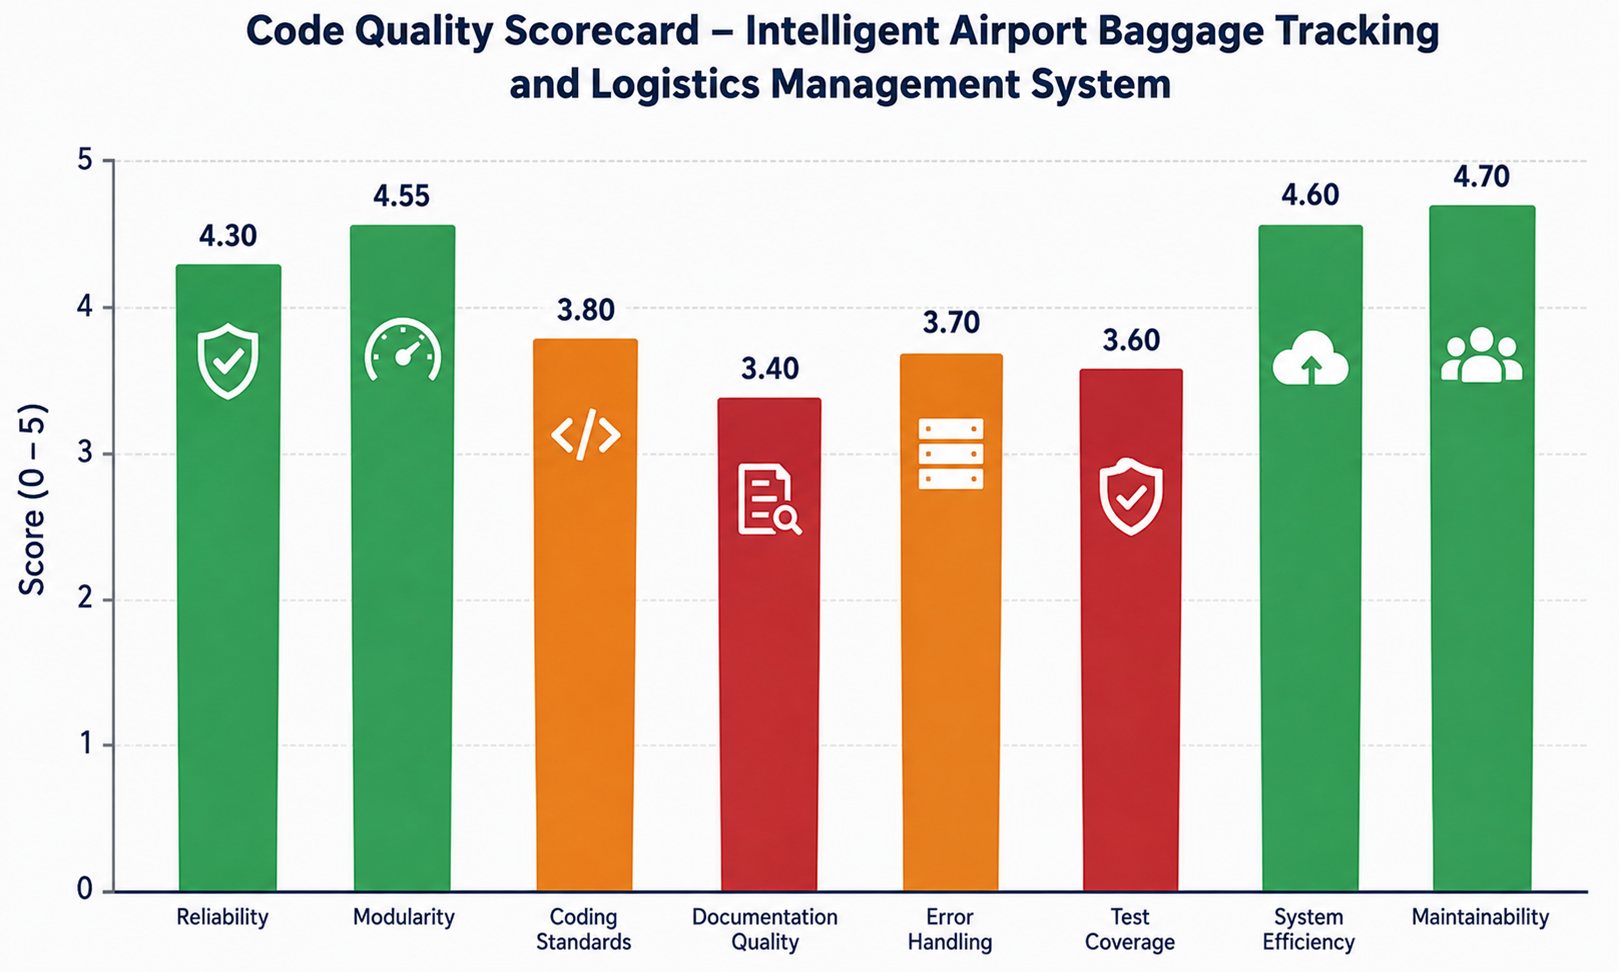 Code Quality Scorecard – Intelligent Airport Baggage Tracking
and Logistics Management System
Score (0 – 5)
5
4
3
2
1
0
4.30
4.55
3.80
3.40
3.70
3.60
4.60
4.70
</>
Reliability
Modularity
Coding
Standards
Documentation
Quality
Error
Handling
Test
Coverage
System
Efficiency
Maintainability